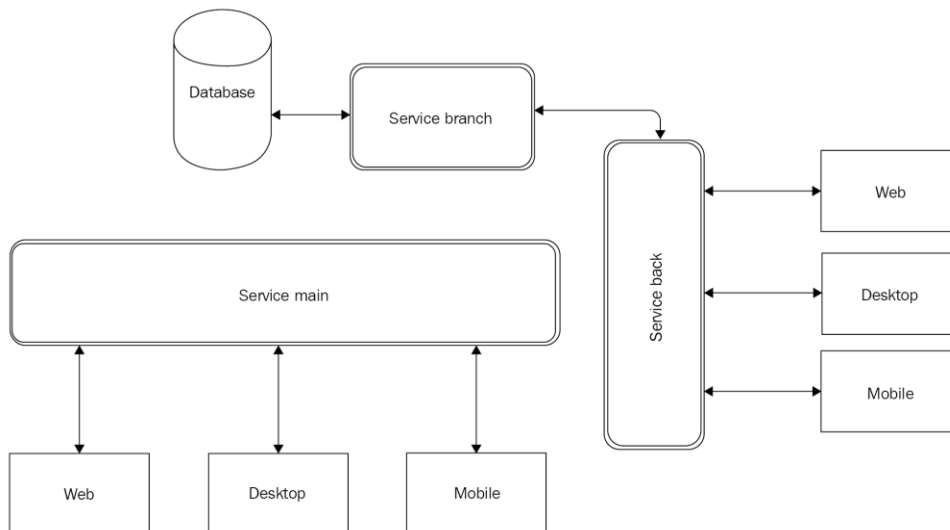 Database
Service branch
Web
Service main
Service back
Desktop
Mobile
Web
Desktop
Mobile